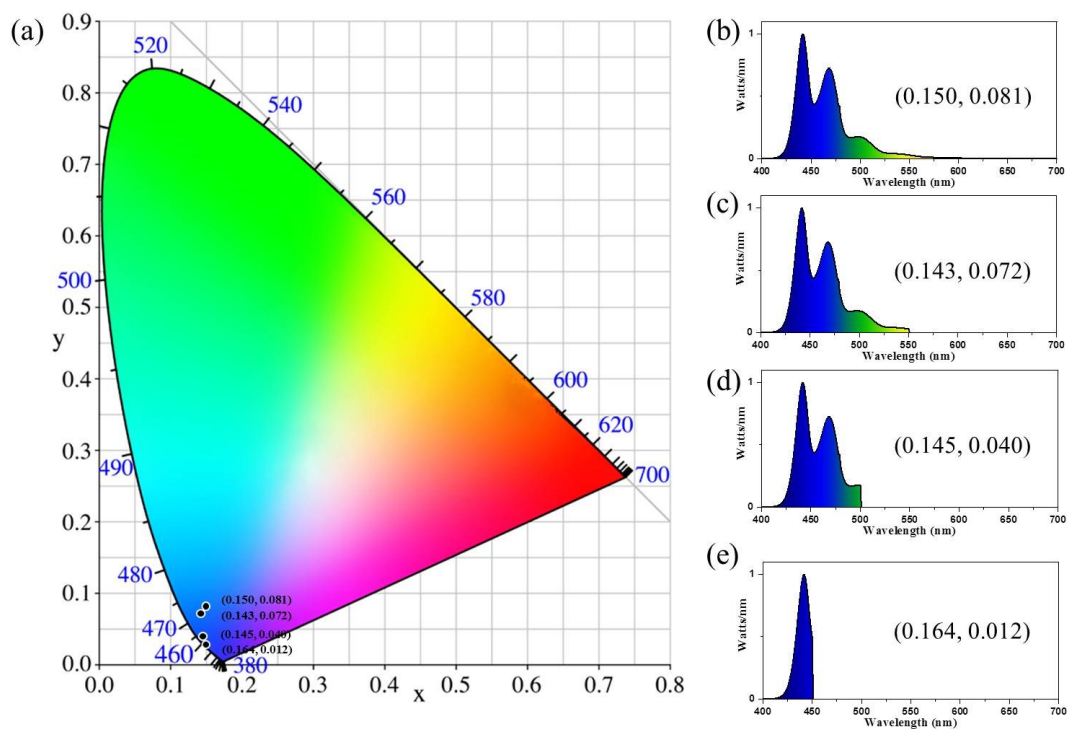 (a)
0.9
0.8
0.7
0.6
0.5
0.4
0.3
0.2
0.1
0.0
y
0.0 0.1 0.2 0.3 0.4 0.5 0.6 0.7 0.8
x
520
540
560
580
600
620
700
500
490
480
470
460
380
(0.150, 0.081)
(0.143, 0.072)
(0.145, 0.040)
(0.164, 0.012)
(b)
Watts/nm
1
0
(0.150, 0.081)
400 450 500 550 600 650 700
Wavelength (nm)
(c)
Watts/nm
1
0
(0.143, 0.072)
400 450 500 550 600 650 700
Wavelength (nm)
(d)
Watts/nm
1
0
(0.145, 0.040)
400 450 500 550 600 650 700
Wavelength (nm)
(e)
Watts/nm
1
0
(0.164, 0.012)
400 450 500 550 600 650 700
Wavelength (nm)